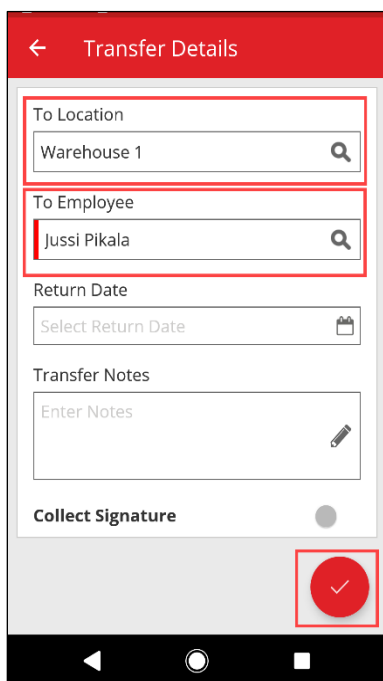 Transfer Details
To Location
Warehouse 1
To Employee
Jussi Pikala
Return Date
Select Return Date
Transfer Notes
Enter Notes
Collect Signature